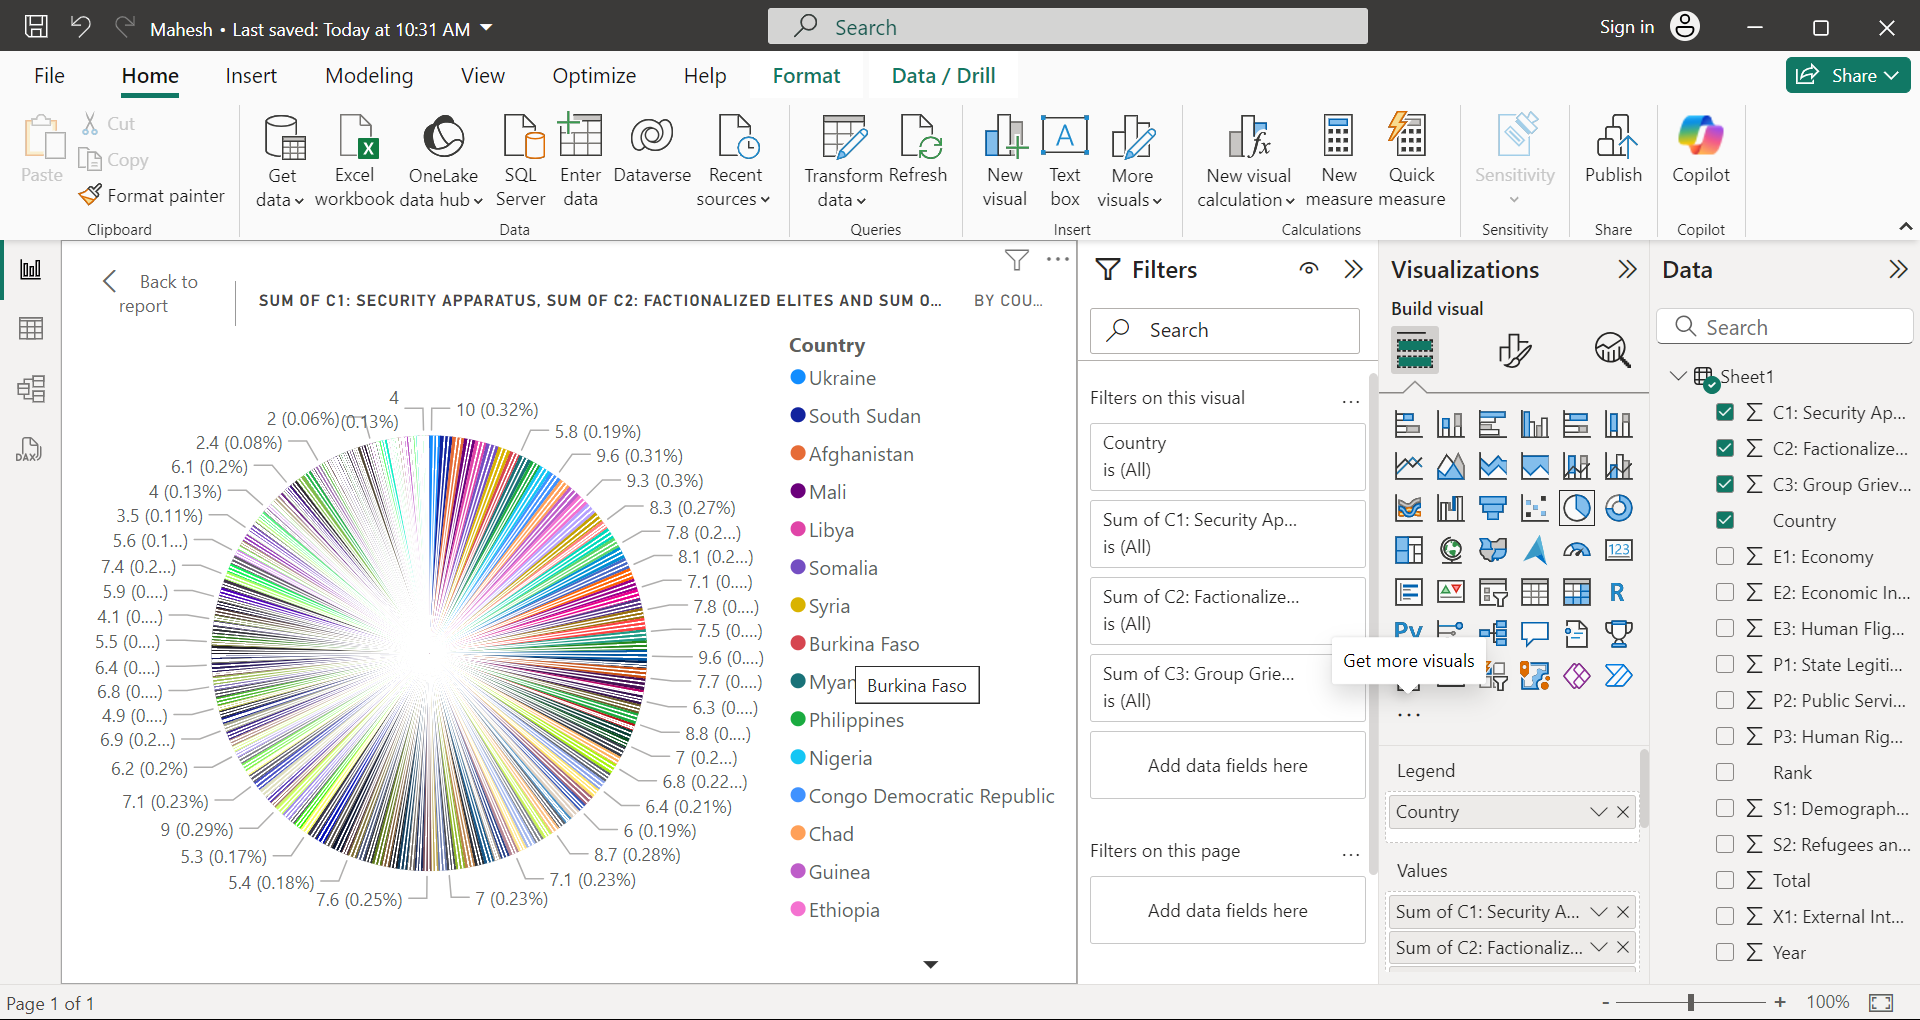 Mahesh • Last saved: Today at 10:31 AM
Search
Sign in
File
Home
Insert
Modeling
View
Optimize
Help
Format
Data / Drill
Share
Paste
Cut
Copy
Format painter
Clipboard
Get data
Excel workbook
OneLake data hub
SQL Server
Enter data
Dataverse
Recent sources
Data
Transform data
Refresh
Queries
New visual
Text box
More visuals
Insert
New visual calculation
New measure
Quick measure
Calculations
Sensitivity
Sensitivity
Publish
Share
Copilot
Copilot
DAX
Back to
report
SUM OF C1: SECURITY APPARATUS, SUM OF C2: FACTIONALIZED ELITES AND SUM O...
BY COU...
4
2 (0.06%)
(0.13%)
2.4 (0.08%)
6.1 (0.2%)
4 (0.13%)
3.5 (0.11%)
5.6 (0.1...)
7.4 (0.2...)
5.9 (0....)
4.1 (0....)
5.5 (0....)
6.4 (0....)
6.8 (0....)
4.9 (0....)
6.9 (0.2...)
6.2 (0.2%)
7.1 (0.23%)
9 (0.29%)
5.3 (0.17%)
5.4 (0.18%)
7.6 (0.25%)
10 (0.32%)
5.8 (0.19%)
9.6 (0.31%)
9.3 (0.3%)
8.3 (0.27%)
7.8 (0.2...)
8.1 (0.2...)
7.1 (0....)
7.8 (0....)
7.5 (0....)
9.6 (0....)
7.7 (0....)
6.3 (0....)
8.8 (0....)
7 (0.2...)
6.8 (0.22...)
6.4 (0.21%)
6 (0.19%)
8.7 (0.28%)
7.1 (0.23%)
7 (0.23%)
Country
Ukraine
South Sudan
Afghanistan
Mali
Libya
Somalia
Syria
Burkina Faso
Myan
Burkina Faso
Philippines
Nigeria
Congo Democratic Republic
Chad
Guinea
Ethiopia
Filters
Search
Filters on this visual
...
Country
is (All)
Sum of C1: Security Ap...
is (All)
Sum of C2: Factionalize...
is (All)
Sum of C3: Group Grie...
is (All)
Add data fields here
Filters on this page
...
Add data fields here
Visualizations
Build visual
123
R
Py
Get more visuals
...
Legend
Country
Values
Sum of C1: Security A...
Sum of C2: Factionaliz...
Data
Search
Sheet1
Σ C1: Security Ap...
Σ C2: Factionalize...
Σ C3: Group Griev...
Country
Σ E1: Economy
Σ E2: Economic In...
Σ E3: Human Flig...
Σ P1: State Legiti...
Σ P2: Public Servi...
Σ P3: Human Rig...
Rank
Σ S1: Demograph...
Σ S2: Refugees an...
Σ Total
Σ X1: External Int...
Σ Year
Page 1 of 1
- + 100%